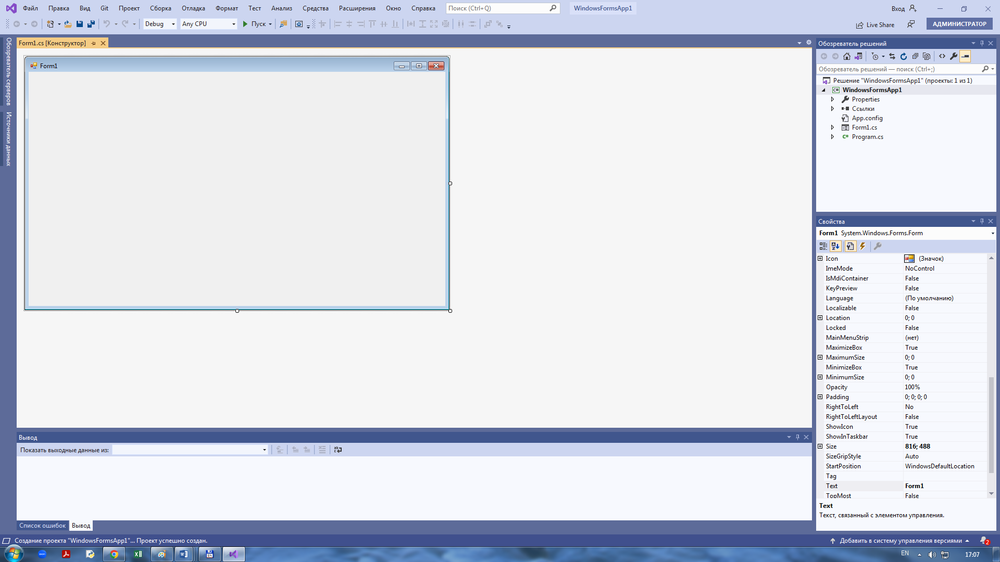 Файл Правка Вид Git Проект Сборка Отладка Формат Тест Анализ Средства Расширения Окно Справка Поиск (Ctrl+Q) WindowsFormsApp1 Вход
Debug Any CPU Пуск Live Share АДМИНИСТРАТОР
Обозреватель серверов
Источники данных
Form1.cs [Конструктор]
Form1
Обозреватель решений
Обозреватель решений — поиск (Ctrl+;)
Решение "WindowsFormsApp1" (проекты: 1 из 1)
WindowsFormsApp1
Properties
Ссылки
App.config
Form1.cs
Program.cs
Свойства
Form1 System.Windows.Forms.Form
Icon (Значок)
ImeMode NoControl
IsMdiContainer False
KeyPreview False
Language (По умолчанию)
Localizable False
Location 0; 0
Locked False
MainMenuStrip (нет)
MaximizeBox True
MaximumSize 0; 0
MinimizeBox True
MinimumSize 0; 0
Opacity 100%
Padding 0; 0; 0; 0
RightToLeft No
RightToLeftLayout False
ShowIcon True
ShowInTaskbar True
Size 816; 488
SizeGripStyle Auto
StartPosition WindowsDefaultLocation
Tag
Text Form1
TopMost False
Text
Текст, связанный с элементом управления.
Вывод
Показать выходные данные из:
Список ошибок Вывод
Создание проекта "WindowsFormsApp1"... Проект успешно создан. Добавить в систему управления версиями 2
EN 17:07